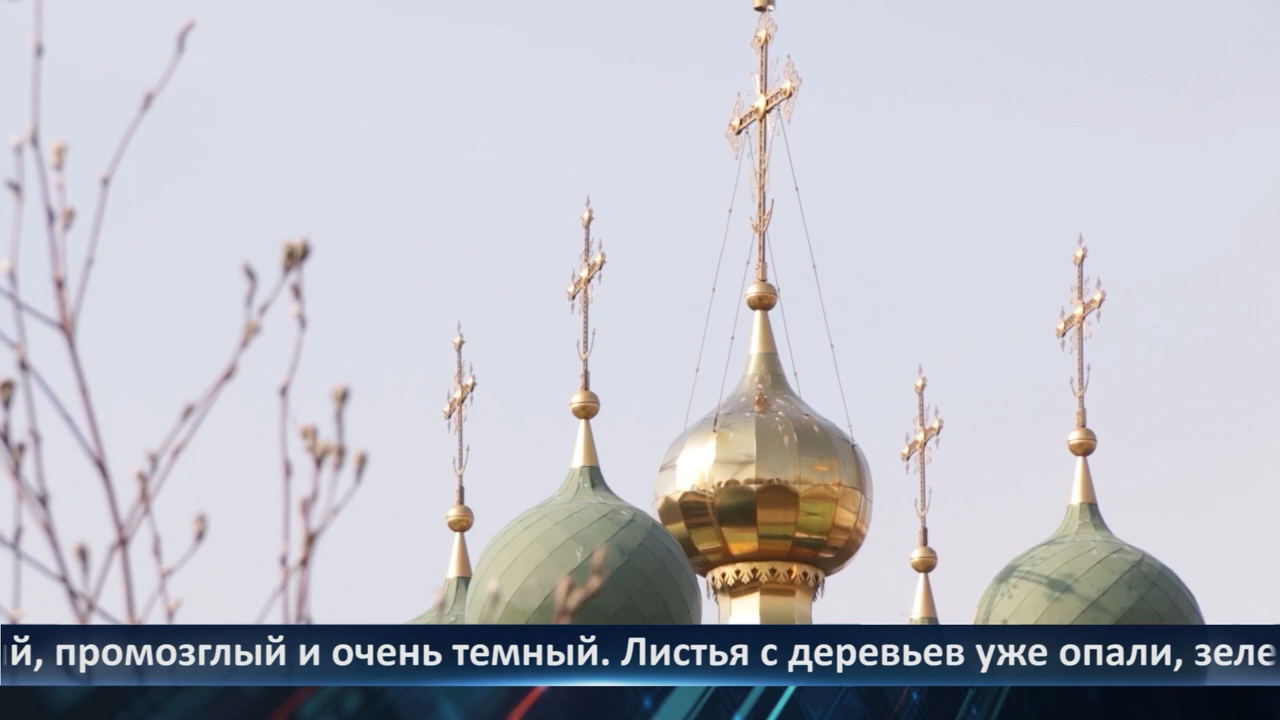 й, промозглый и очень темный. Листья с деревьев уже опали, зеле